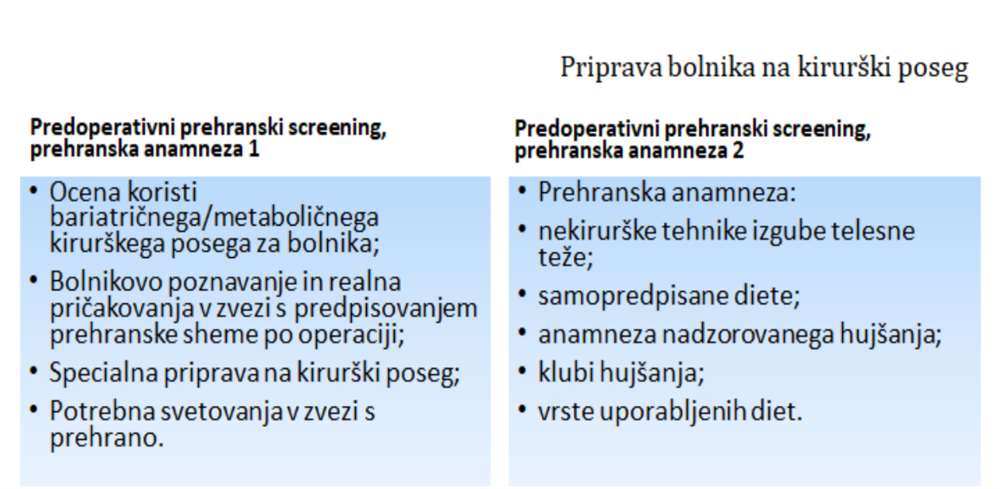 Priprava bolnika na kirurški poseg
Predoperativni prehranski screening,
prehranska anamneza 1
• Ocena koristi
bariatričnega/metaboličnega
kirurškega posega za bolnika;
• Bolnikovo poznavanje in realna
pričakovanja v zvezi s predpisovanjem
prehranske sheme po operaciji;
• Specialna priprava na kirurški poseg;
• Potrebna svetovanja v zvezi s
prehrano.
Predoperativni prehranski screening,
prehranska anamneza 2
• Prehranska anamneza:
• nekirurške tehnike izgube telesne
teže;
• samopredpisane diete;
• anamneza nadzorovanega hujšanja;
• klubi hujšanja;
• vrste uporabljenih diet.